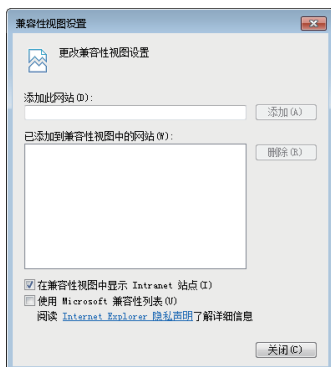 兼容性视图设置
更改兼容性视图设置
添加此网站(D):
添加(A)
已添加到兼容性视图中的网站(W):
删除(R)
在兼容性视图中显示 Intranet 站点(I)
使用 Microsoft 兼容性列表(U)
阅读 Internet Explorer 隐私声明了解详细信息
关闭(C)